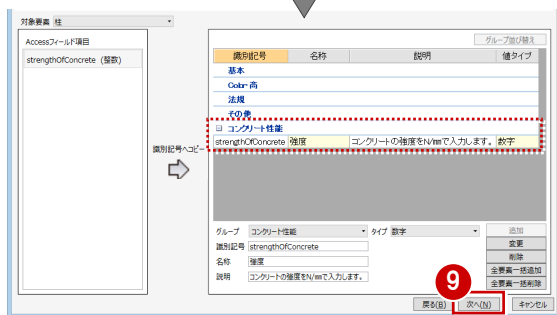 対象要素 柱
Accessフィールド項目
strengthOfConcrete (整数)
識別記号へコピー
グループ並び替え
識別記号 名称 説明 値タイプ
基本
Color・高
法規
その他
コンクリート性能
strengthOfConcrete 強度 コンクリートの強度をN/mm²で入力します。 数字
グループ コンクリート性能 タイプ 数字 追加
識別記号 strengthOfConcrete 変更
名称 強度 削除
説明 コンクリートの強度をN/mm²で入力します。 全要素一括追加
全要素一括削除
9
戻る(B) 次へ(N) キャンセル